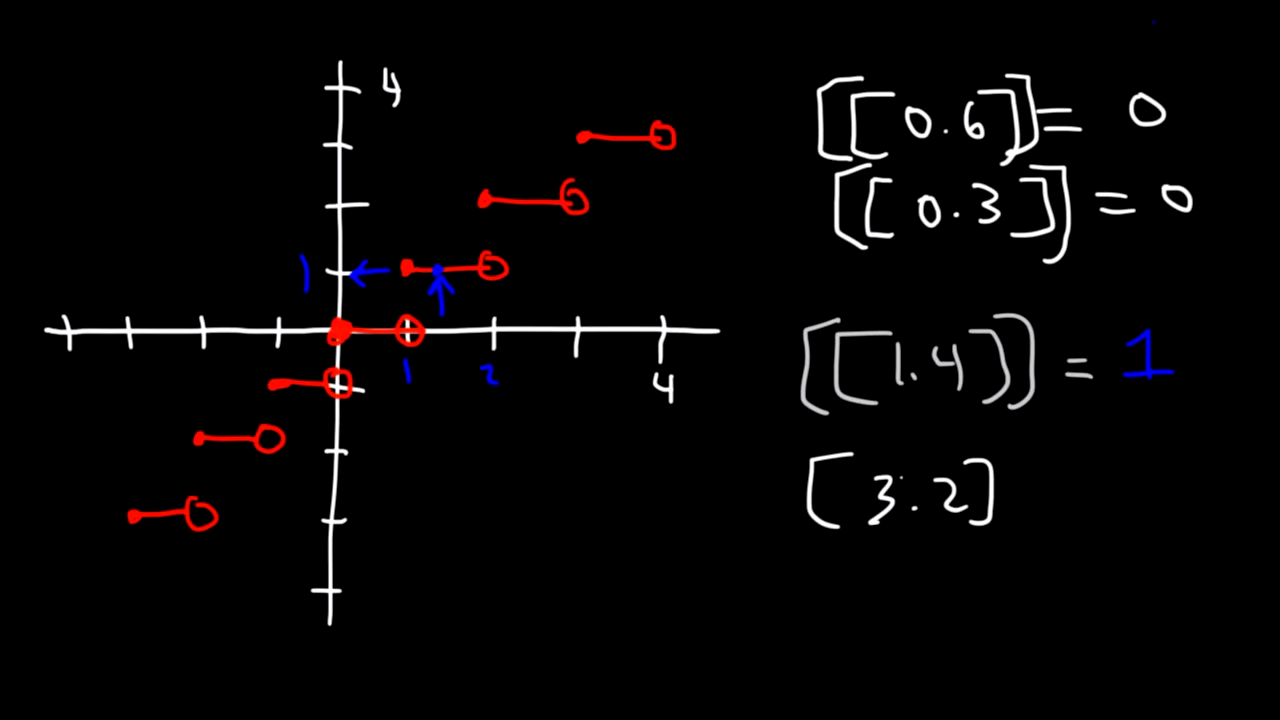 4
1
1 2
4
[[0.6]] = 0
[[0.3]] = 0
[[1.4]] = 1
[3.2]